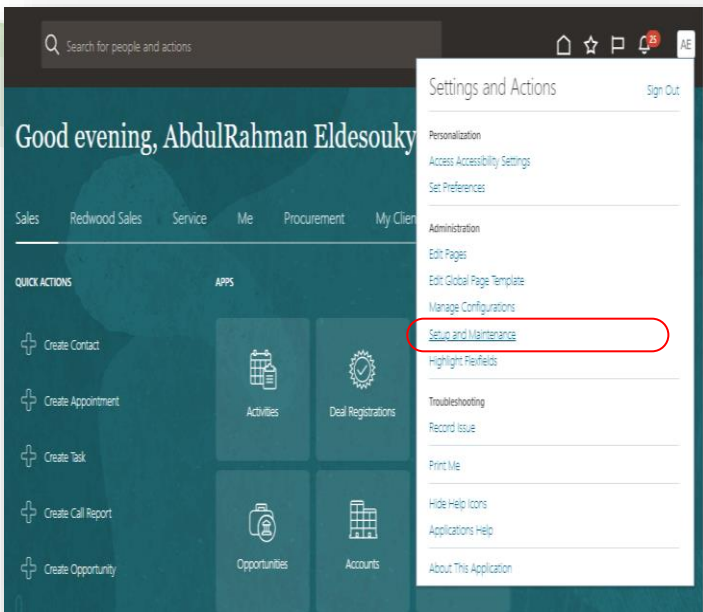 Search for people and actions
25
AE
Good evening, AbdulRahman Eldesouky
Sales Redwood Sales Service Me Procurement My Clien
QUICK ACTIONS
Create Contact
Create Appointment
Create Task
Create Call Report
Create Opportunity
APPS
Activities
Deal Registrations
Opportunities
Accounts
Settings and Actions
Sign Out
Personalization
Access Accessibility Settings
Set Preferences
Administration
Edit Pages
Edit Global Page Template
Manage Configurations
Setup and Maintenance
Highlight Flexfields
Troubleshooting
Record Issue
Print Me
Hide Help Icons
Applications Help
About This Application